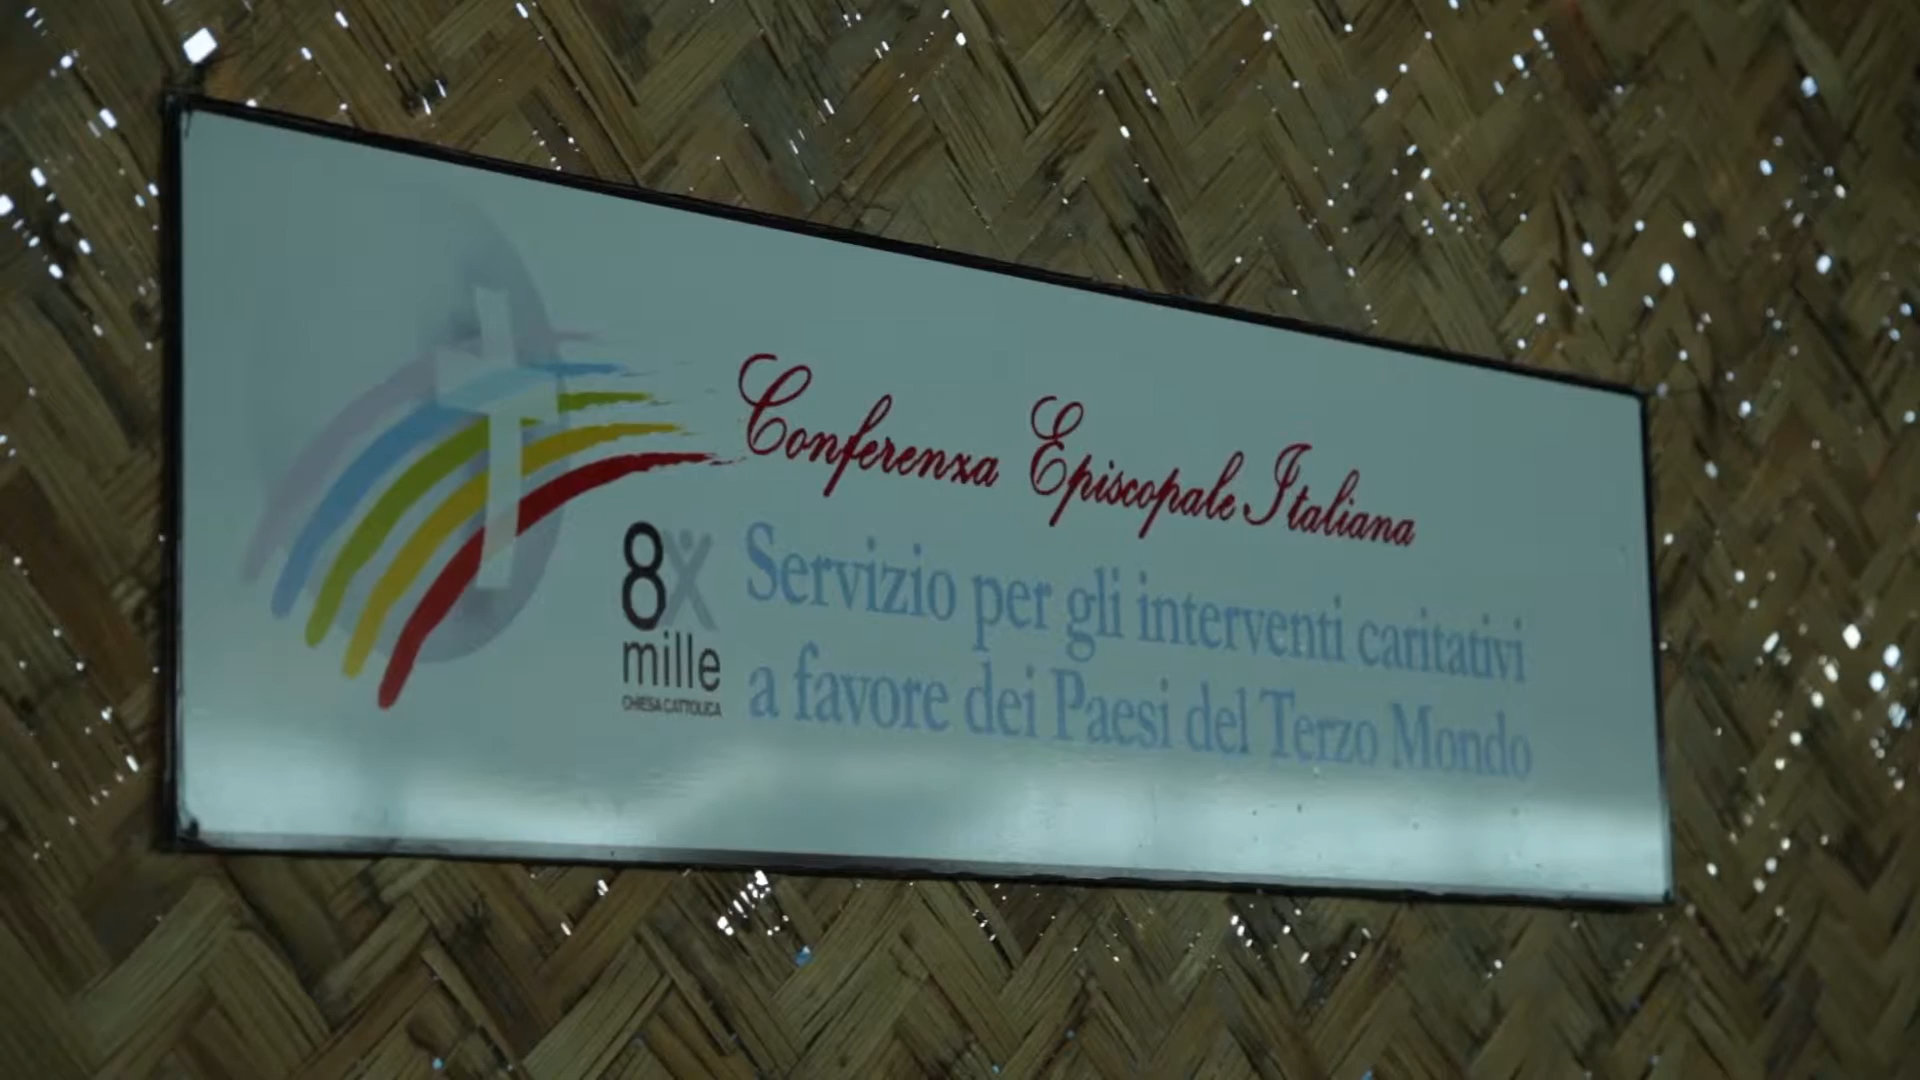 Conferenza Episcopale Italiana
8X
mille
CHIESA CATTOLICA
Servizio per gli interventi caritativi
a favore dei Paesi del Terzo Mondo